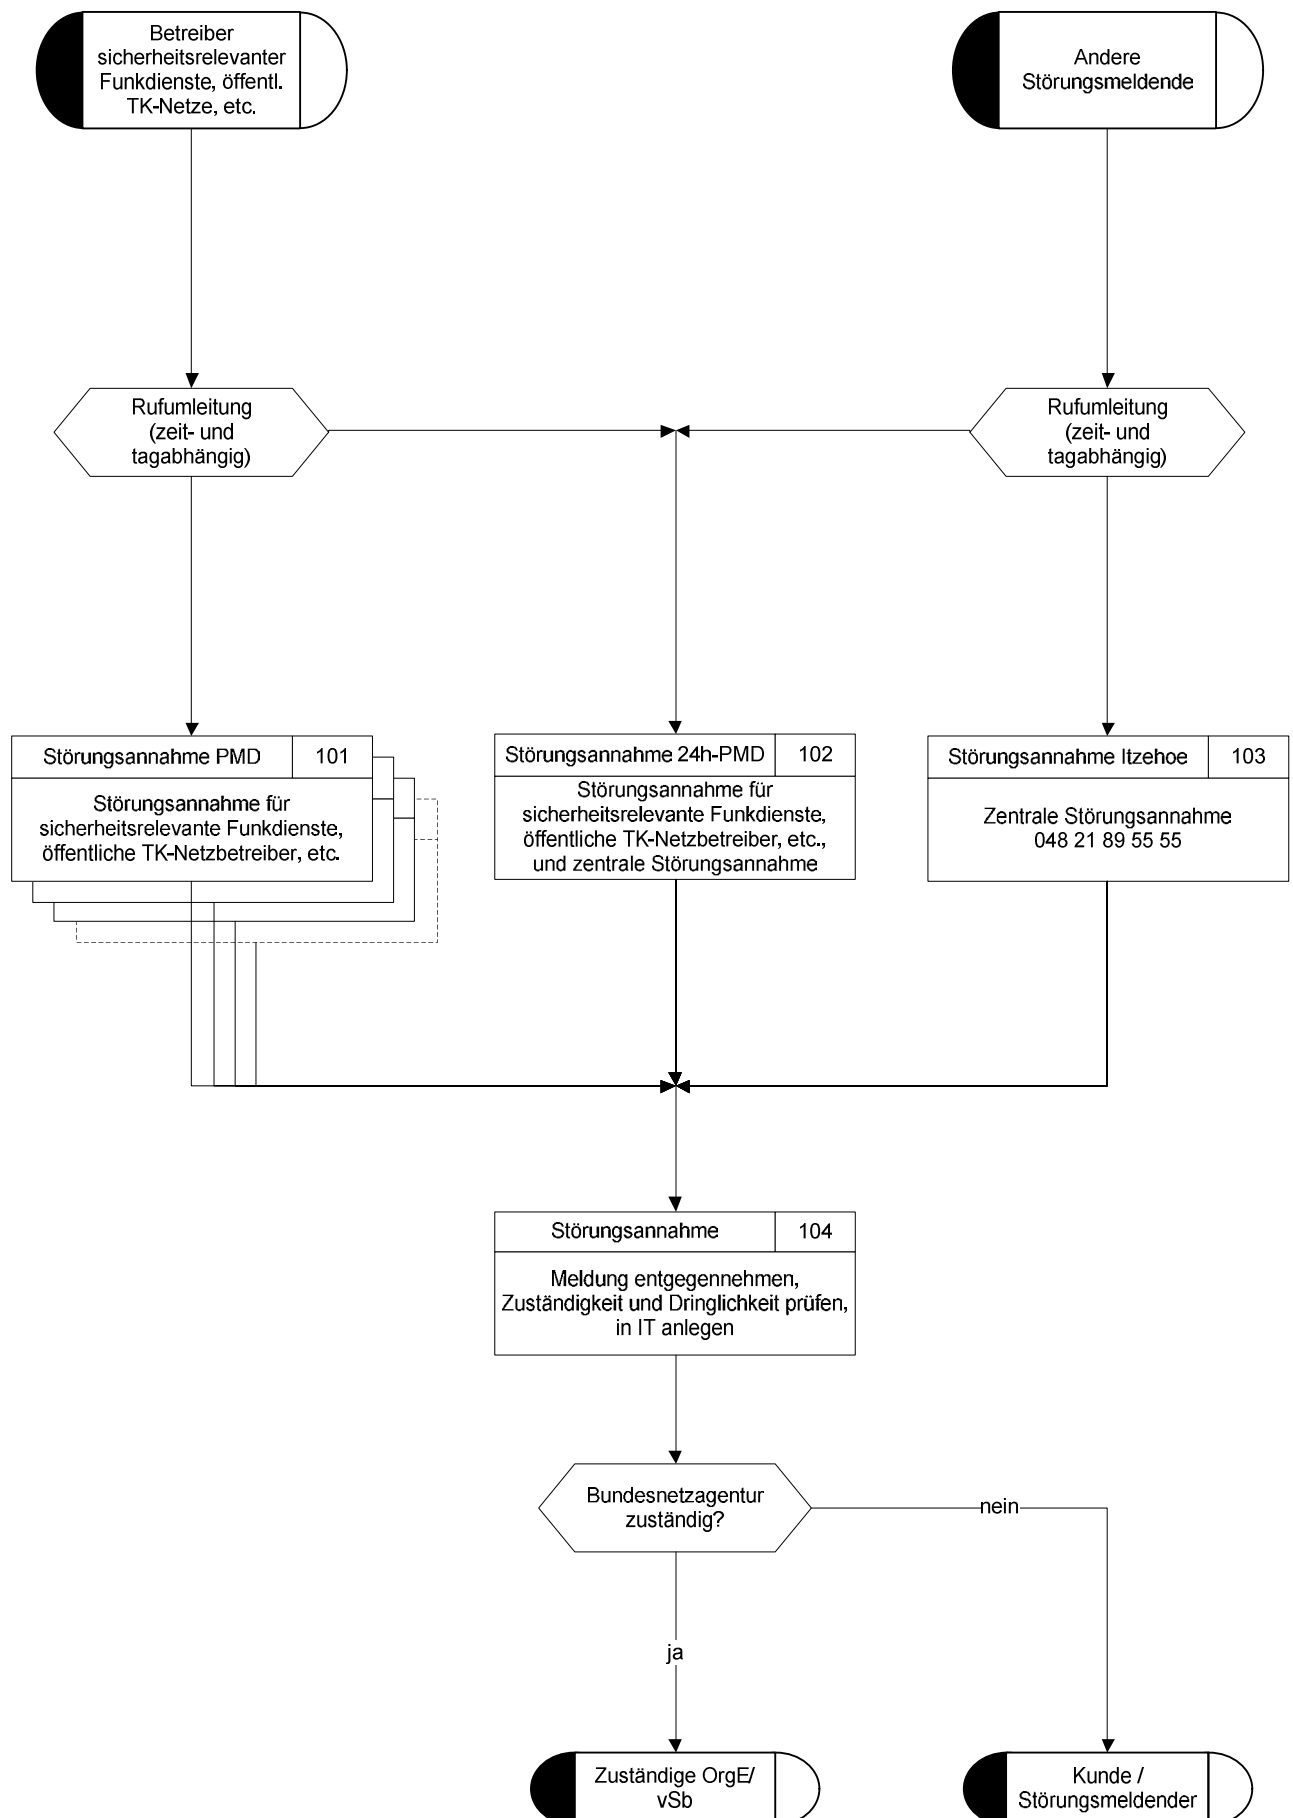 Betreiber
sicherheitsrelevanter
Funkdienste, öffentl.
TK-Netze, etc.
Andere
Störungsmeldende
Rufumleitung
(zeit- und
tagabhängig)
Rufumleitung
(zeit- und
tagabhängig)
Störungsannahme PMD
101
Störungsannahme für
sicherheitsrelevante Funkdienste,
öffentliche TK-Netzbetreiber, etc.
Störungsannahme 24h-PMD
102
Störungsannahme für
sicherheitsrelevante Funkdienste,
öffentliche TK-Netzbetreiber, etc.,
und zentrale Störungsannahme
Störungsannahme Itzehoe
103
Zentrale Störungsannahme
048 21 89 55 55
Störungsannahme
104
Meldung entgegennehmen,
Zuständigkeit und Dringlichkeit prüfen,
in IT anlegen
Bundesnetzagentur
zuständig?
nein
ja
Zuständige OrgE/
vSb
Kunde /
Störungsmeldender